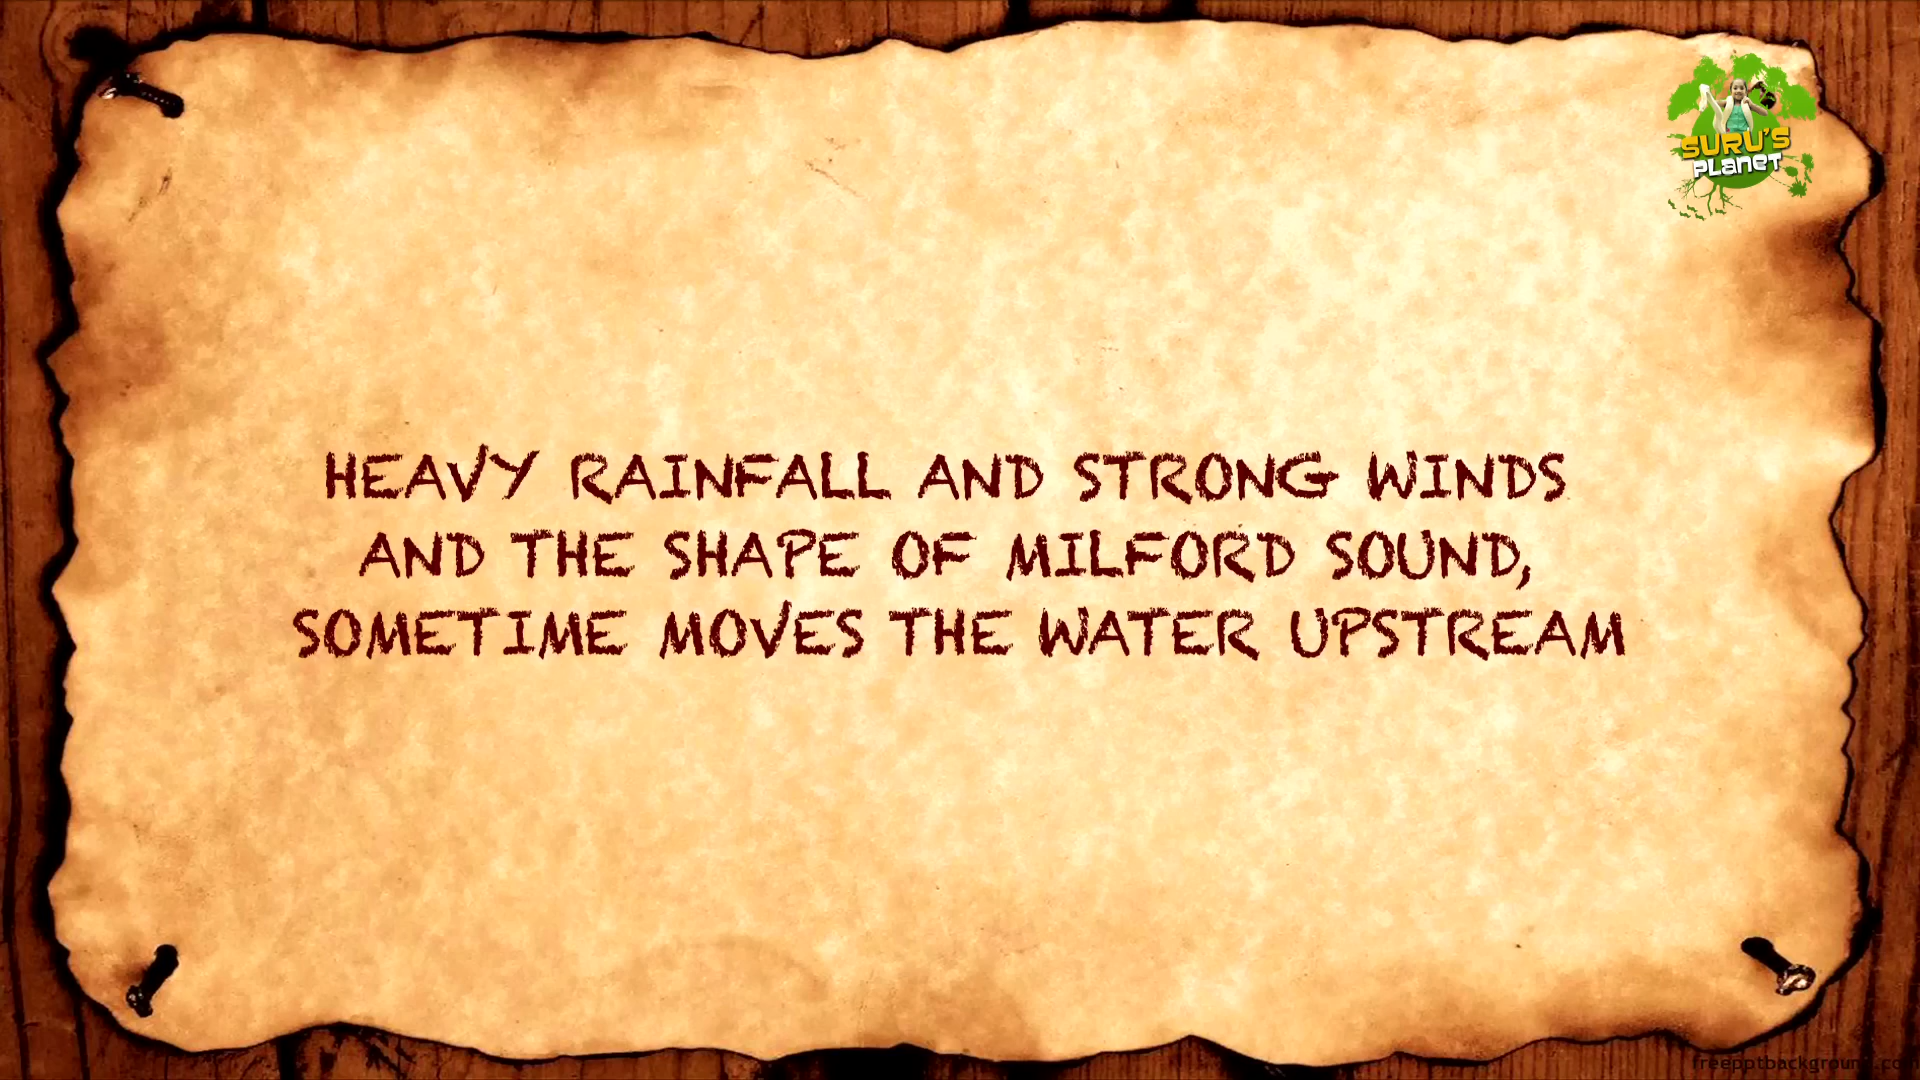 SURU'S
PLANET
HEAVY RAINFALL AND STRONG WINDS
AND THE SHAPE OF MILFORD SOUND,
SOMETIME MOVES THE WATER UPSTREAM